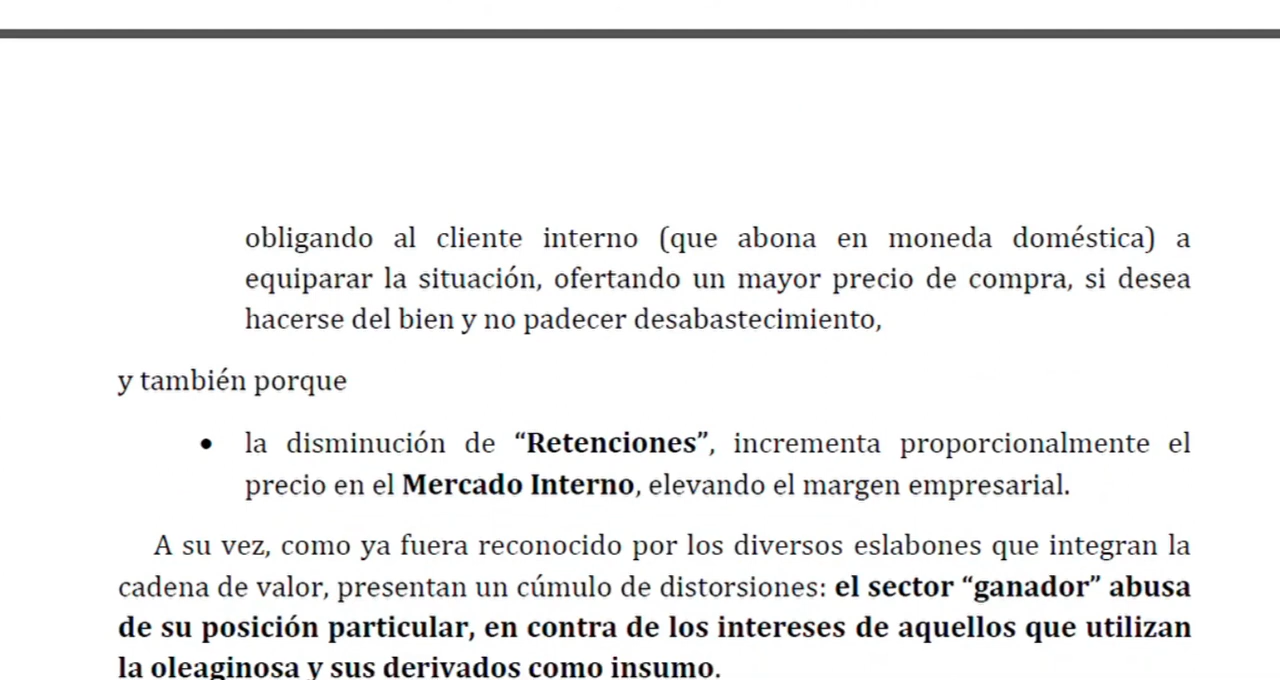 obligando al cliente interno (que abona en moneda doméstica) a
equiparar la situación, ofertando un mayor precio de compra, si desea
hacerse del bien y no padecer desabastecimiento,
y también porque
• la disminución de “Retenciones”, incrementa proporcionalmente el
precio en el Mercado Interno, elevando el margen empresarial.
A su vez, como ya fuera reconocido por los diversos eslabones que integran la
cadena de valor, presentan un cúmulo de distorsiones: el sector “ganador” abusa
de su posición particular, en contra de los intereses de aquellos que utilizan
la oleaginosa y sus derivados como insumo.